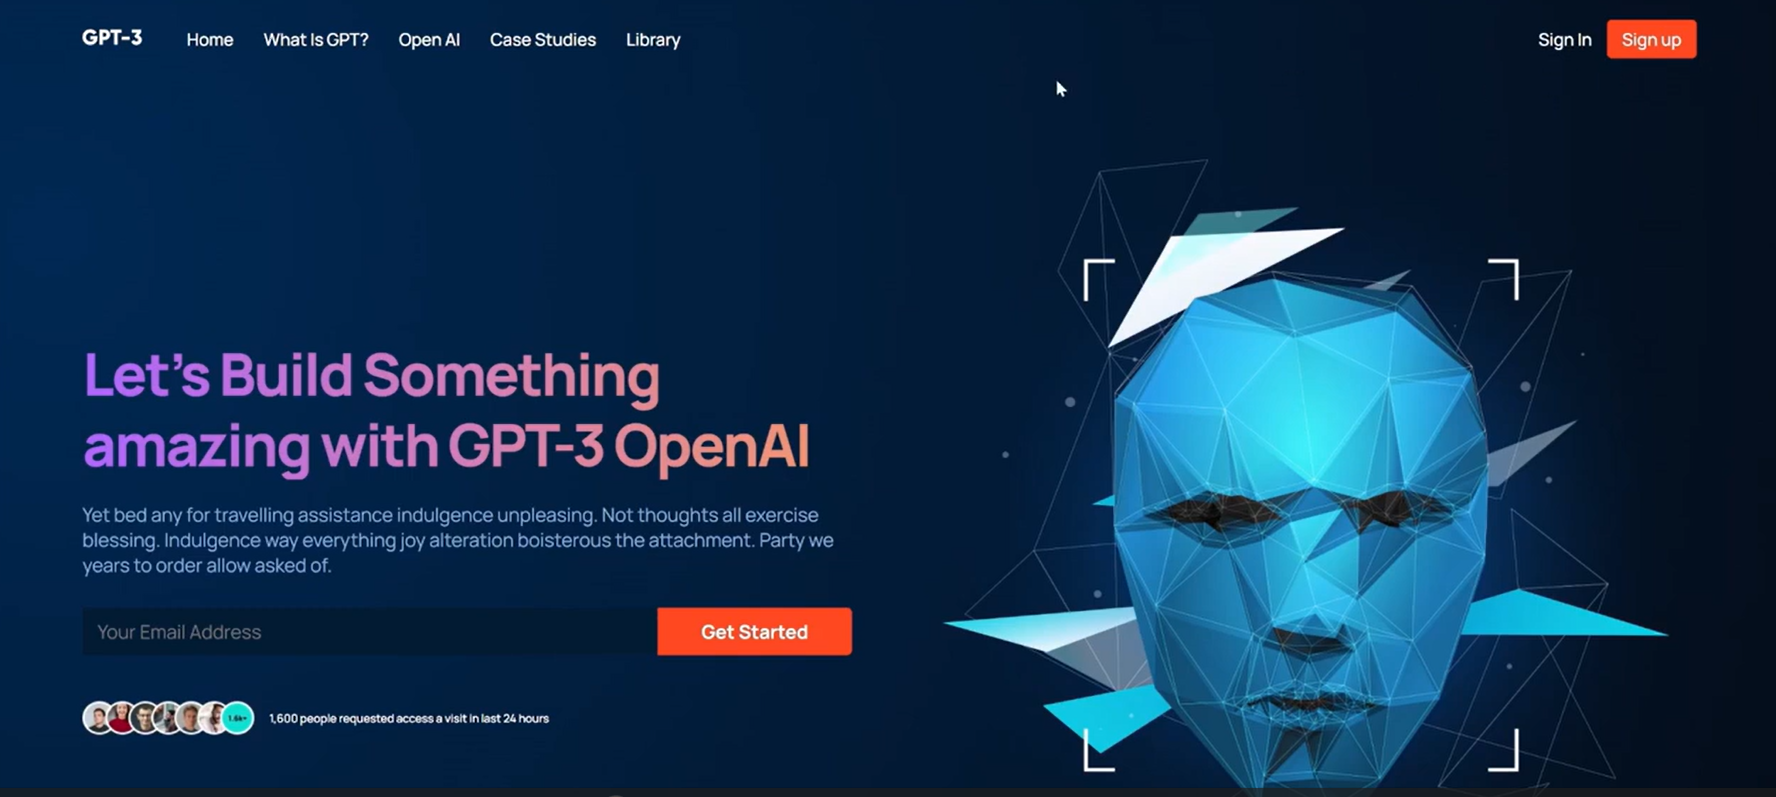 GPT-3
Home
What Is GPT?
Open AI
Case Studies
Library
Sign In
Sign up
Let's Build Something
amazing with GPT-3 OpenAI
Yet bed any for travelling assistance indulgence unpleasing. Not thoughts all exercise
blessing. Indulgence way everything joy alteration boisterous the attachment. Party we
years to order allow asked of.
Your Email Address
Get Started
1.6k+
1,600 people requested access a visit in last 24 hours